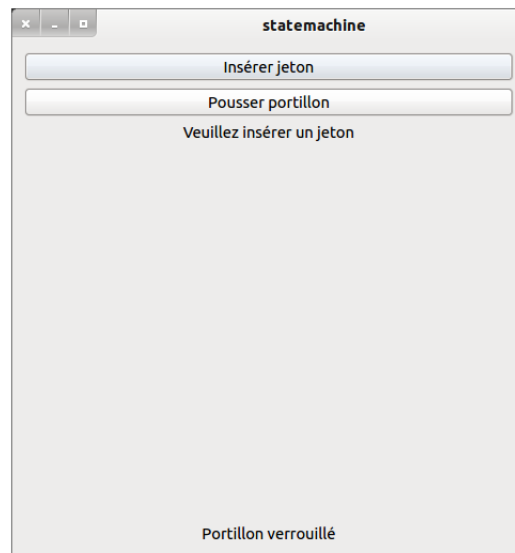 statemachine
Insérer jeton
Pousser portillon
Veuillez insérer un jeton
Portillon verrouillé